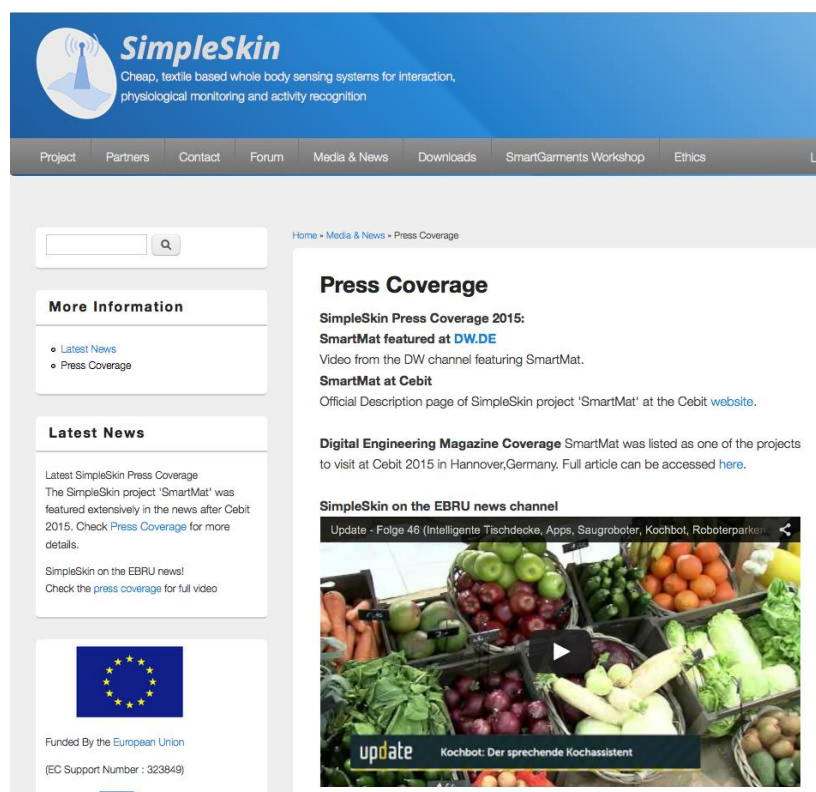 SimpleSkin
Cheap, textile based whole body sensing systems for interaction,
physiological monitoring and activity recognition
Project Partners Contact Forum Media & News Downloads SmartGarments Workshop Ethics L
Home » Media & News » Press Coverage
More Information
Latest News
Press Coverage
Latest News
Latest SimpleSkin Press Coverage
The SimpleSkin project 'SmartMat' was
featured extensively in the news after Cebit
2015. Check Press Coverage for more
details.
SimpleSkin on the EBRU news!
Check the press coverage for full video
Funded By the European Union
(EC Support Number : 323849)
Press Coverage
SimpleSkin Press Coverage 2015:
SmartMat featured at DW.DE
Video from the DW channel featuring SmartMat.
SmartMat at Cebit
Official Description page of SimpleSkin project 'SmartMat' at the Cebit website.
Digital Engineering Magazine Coverage SmartMat was listed as one of the projects
to visit at Cebit 2015 in Hannover,Germany. Full article can be accessed here.
SimpleSkin on the EBRU news channel
Update - Folge 46 (Intelligente Tischdecke, Apps, Saugroboter, Kochbot, Roboterparken
update Kochbot: Der sprechende Kochassistent